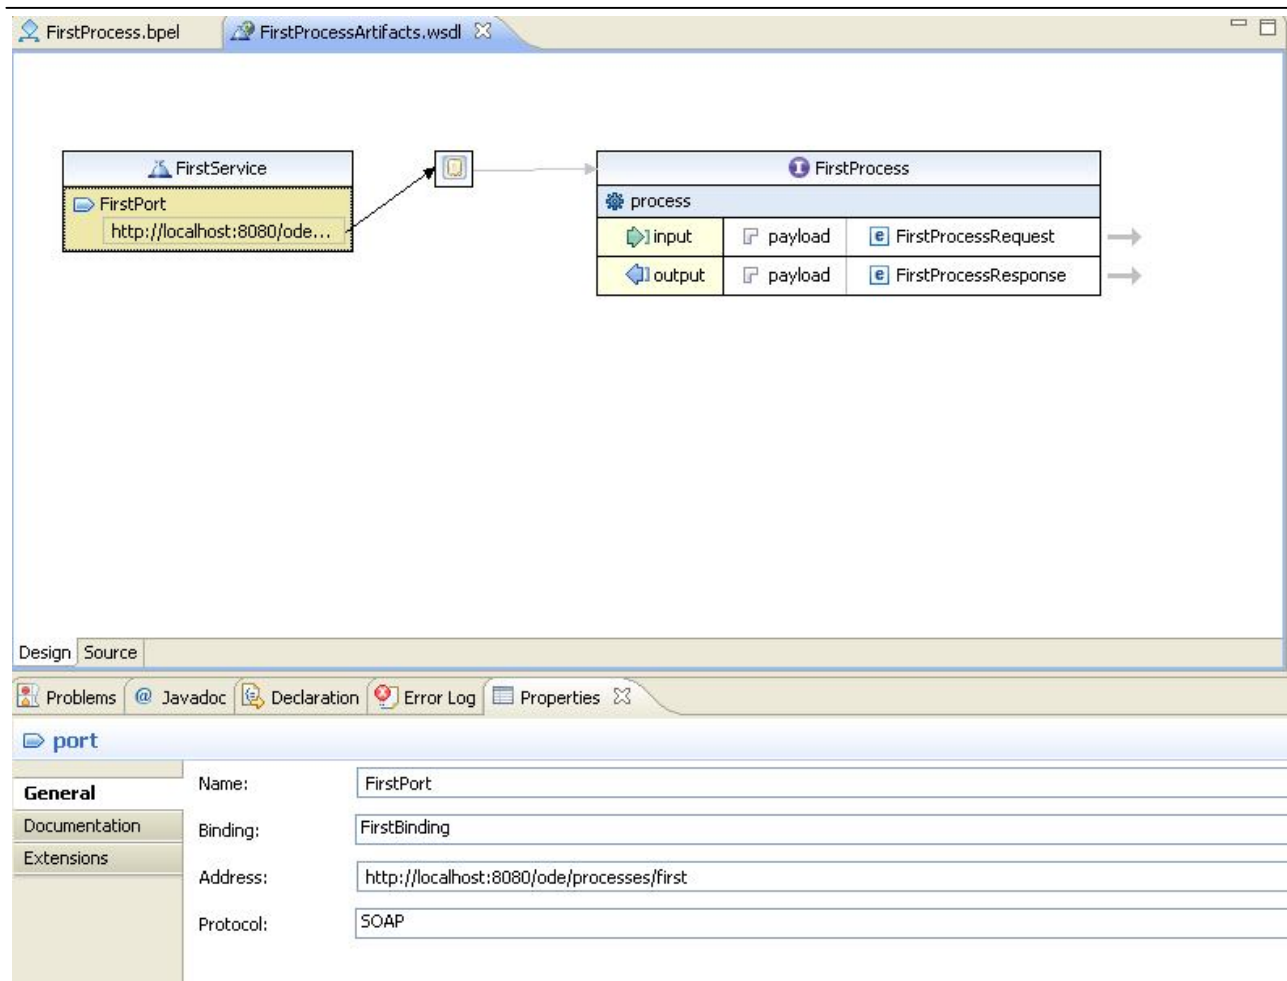 FirstProcess.bpel FirstProcessArtifacts.wsdl
FirstService
FirstPort
http://localhost:8080/ode...
FirstProcess
process
input payload e FirstProcessRequest
output payload e FirstProcessResponse
Design Source
Problems @ Javadoc Declaration Error Log Properties
port
General
Documentation
Extensions
Name: FirstPort
Binding: FirstBinding
Address: http://localhost:8080/ode/processes/first
Protocol: SOAP